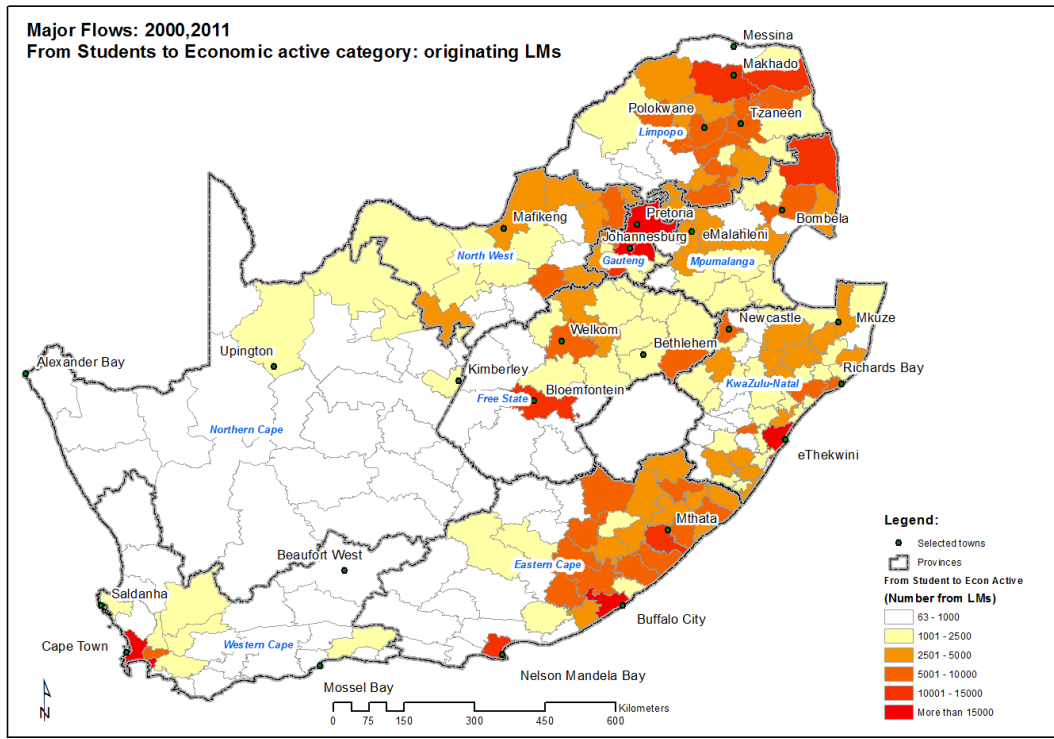 Major Flows: 2000,2011
From Students to Economic active category: originating LMs
Messina
Makhado
Polokwane
Tzaneen
Limpopo
Mafikeng
Pretoria
Bombela
Johannesburg
eMalahleni
North West
Gauteng
Mpumalanga
Newcastle
Mkuze
Welkom
Bethlehem
Upington
Alexander Bay
Kimberley
Richards Bay
KwaZulu-Natal
Free State
Bloemfontein
Northern Cape
eThekwini
Mthata
Beaufort West
Eastern Cape
Saldanha
Buffalo City
Cape Town
Western Cape
Nelson Mandela Bay
Mossel Bay
N
Kilometers
0 75 150 300 450 600
Legend:
Selected towns
Provinces
From Student to Econ Active
(Number from LMs)
63 - 1000
1001 - 2500
2501 - 5000
5001 - 10000
10001 - 15000
More than 15000